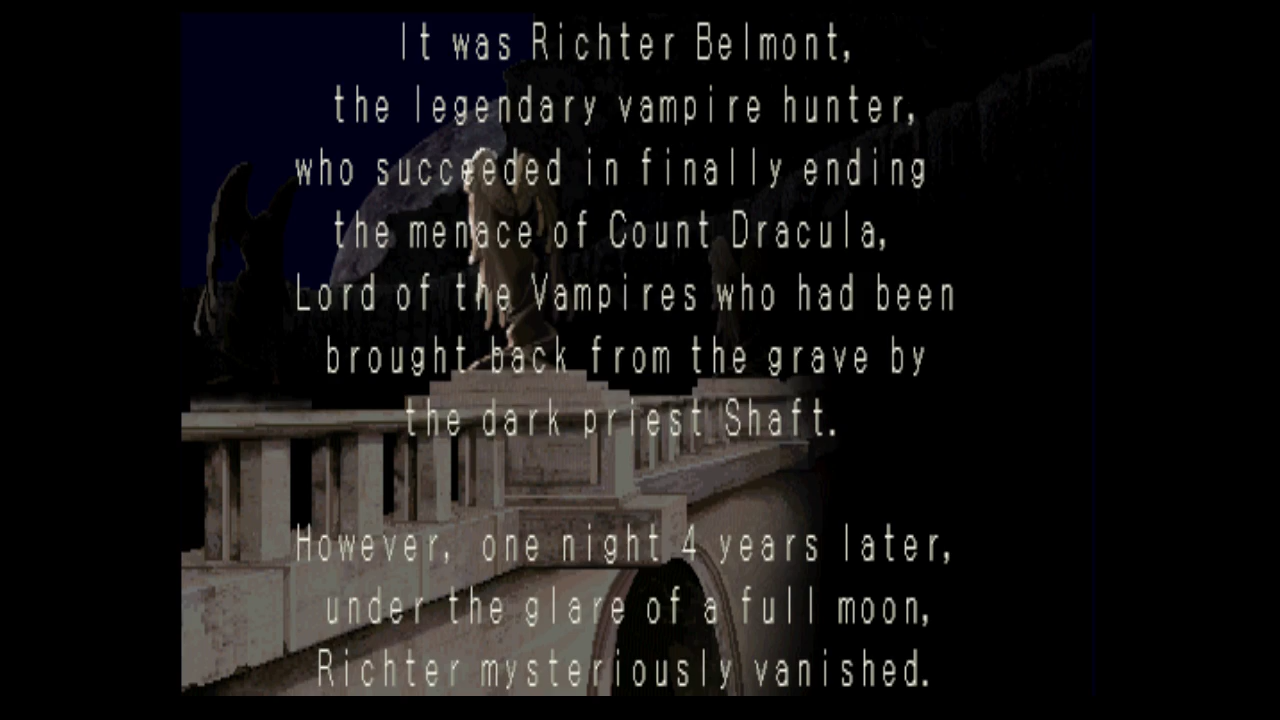 It was Richter Belmont,
the legendary vampire hunter,
who succeeded in finally ending
the menace of Count Dracula,
Lord of the Vampires who had been
brought back from the grave by
the dark priest Shaft.
However, one night 4 years later,
under the glare of a full moon,
Richter mysteriously vanished.